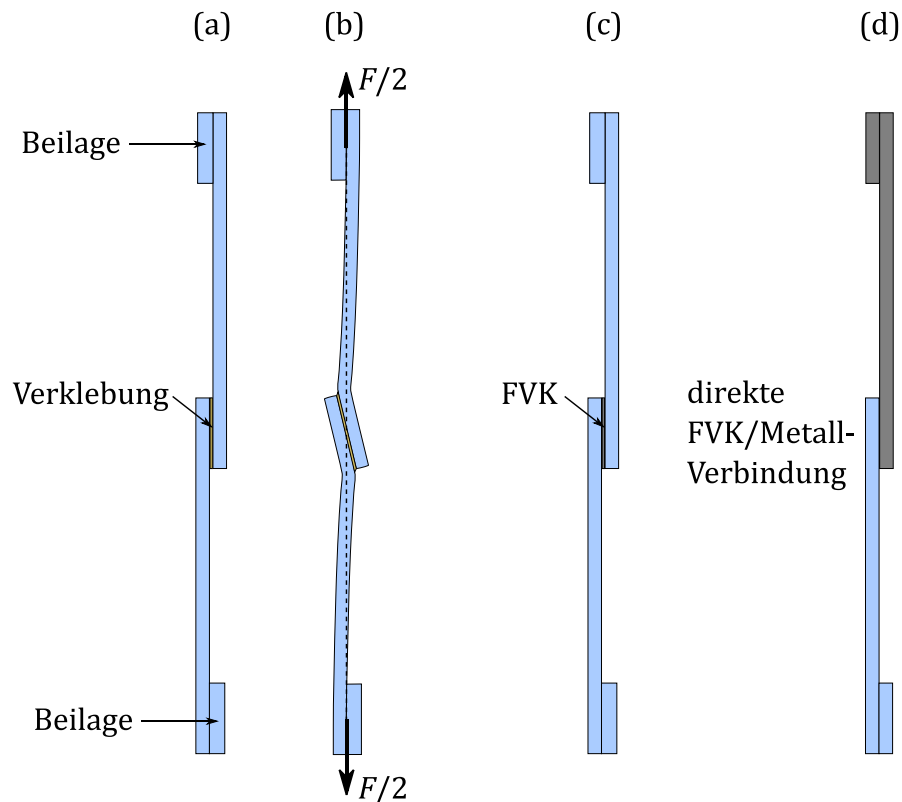 (a)
(b)
(c)
(d)
F/2
Beilage
Verklebung
FVK
direkte
FVK/Metall-
Verbindung
Beilage
F/2